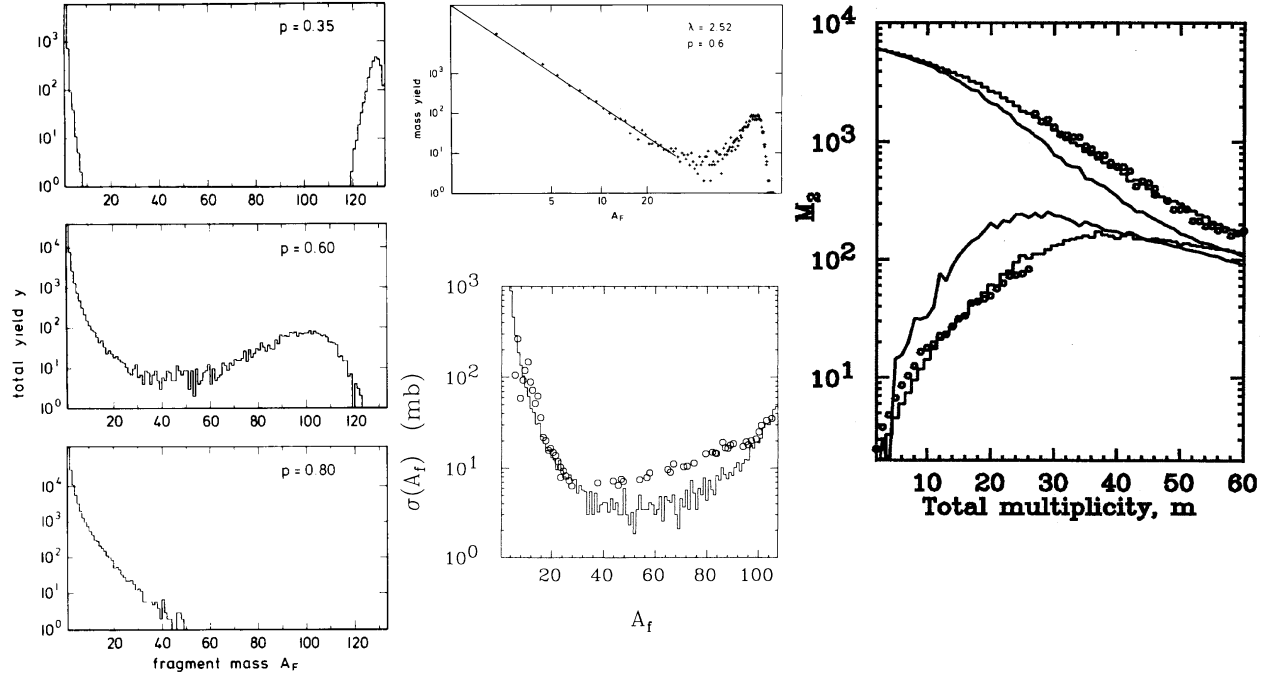 p = 0.35
10³
10²
10¹
10⁰
20 40 60 80 100 120
p = 0.60
10⁴
10³
10²
10¹
10⁰
20 40 60 80 100 120
total yield y
p = 0.80
10⁴
10³
10²
10¹
10⁰
20 40 60 80 100 120
fragment mass A_F
λ = 2.52
p = 0.6
mass yield
10³
10²
10¹
10⁰
5 10 20
A_F
10³
10²
10¹
10⁰
σ(A_f) (mb)
20 40 60 80 100
A_f
10⁴
10³
10²
10¹
M₂
10 20 30 40 50 60
Total multiplicity, m